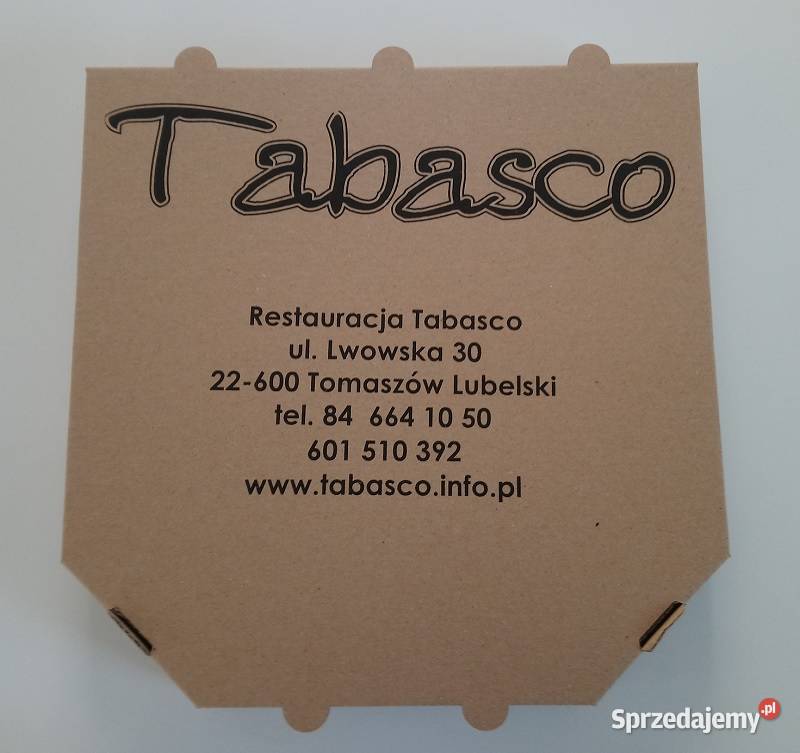 Tabasco
Restauracja Tabasco
ul. Lwowska 30
22-600 Tomaszów Lubelski
tel. 84 664 10 50
601 510 392
www.tabasco.info.pl
Sprzedajemy.pl